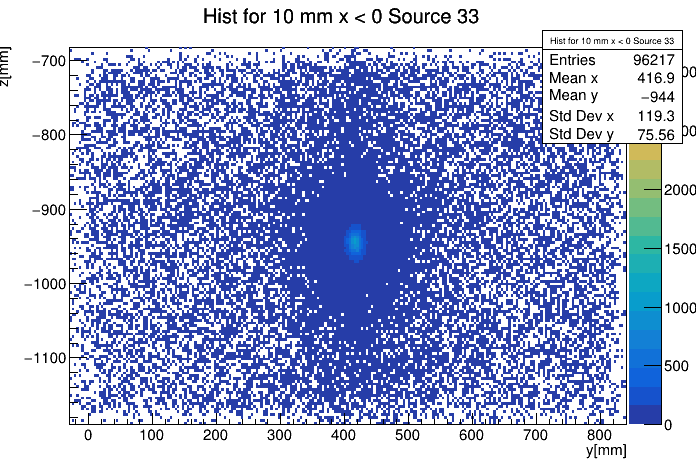 Hist for 10 mm x < 0 Source 33
Hist for 10 mm x < 0 Source 33
Entries 96217
Mean x 416.9
Mean y −944
Std Dev x 119.3
Std Dev y 75.56
z[mm]
−700
−800
−900
−1000
−1100
0 100 200 300 400 500 600 700 800
y[mm]
2000
1500
1000
500
0